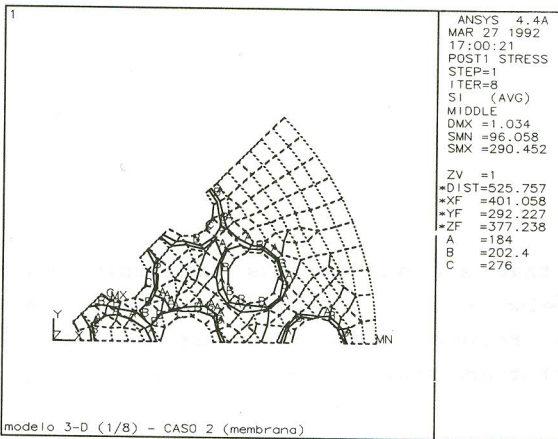 1
ANSYS 4.4A
MAR 27 1992
17:00:21
POST1 STRESS
STEP=1
ITER=8
SI (AVG)
MIDDLE
DMX =1.034
SMN =96.058
SMX =290.452
ZV =1
*DIST=525.757
*XF =401.058
*YF =292.227
*ZF =377.238
A =184
B =202.4
C =276
MX
Y
Z
MN
modelo 3-D (1/8) - CASO 2 (membrana)